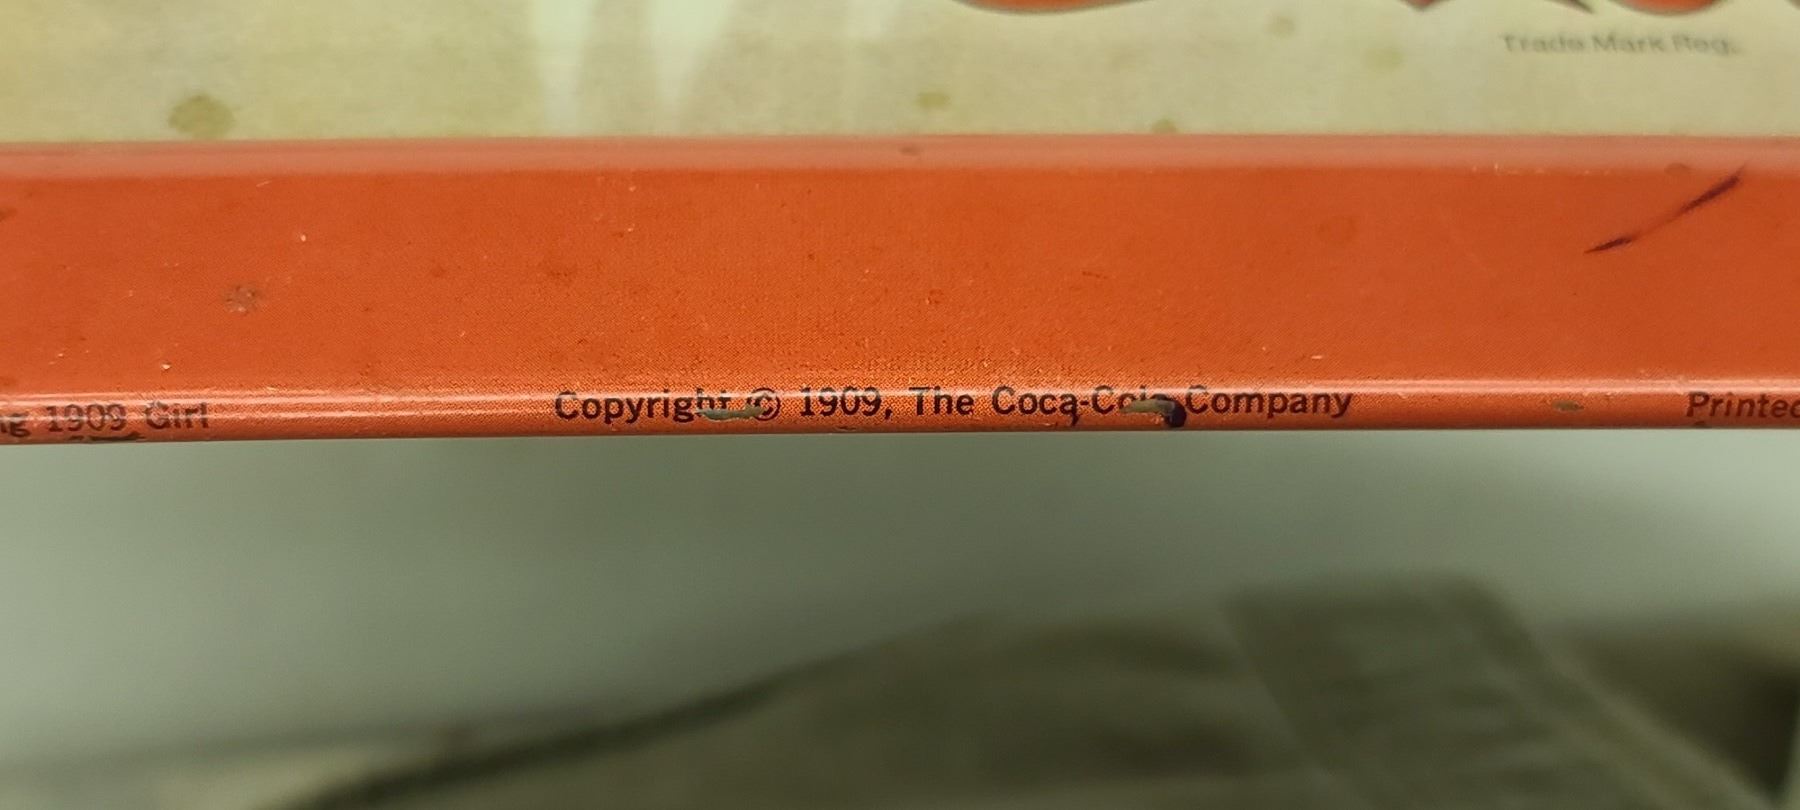 Trade Mark Reg.
1909 Girl
Copyright © 1909, The Coca-Cola Company
Printed